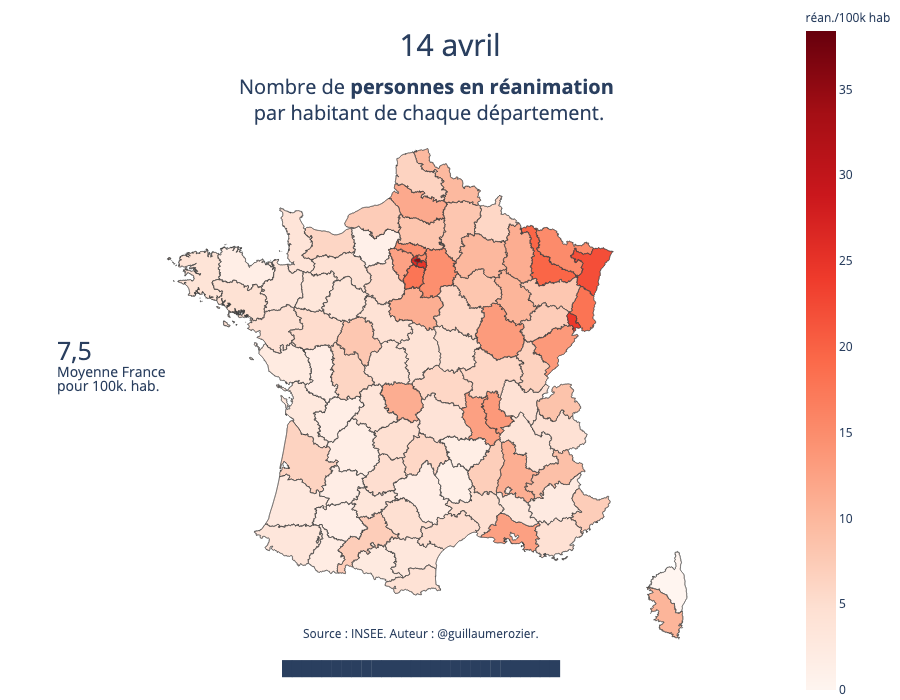 14 avril
Nombre de personnes en réanimation
par habitant de chaque département.
réan./100k hab
35
30
25
20
15
10
5
0
7,5
Moyenne France
pour 100k. hab.
Source : INSEE. Auteur : @guillaumerozier.